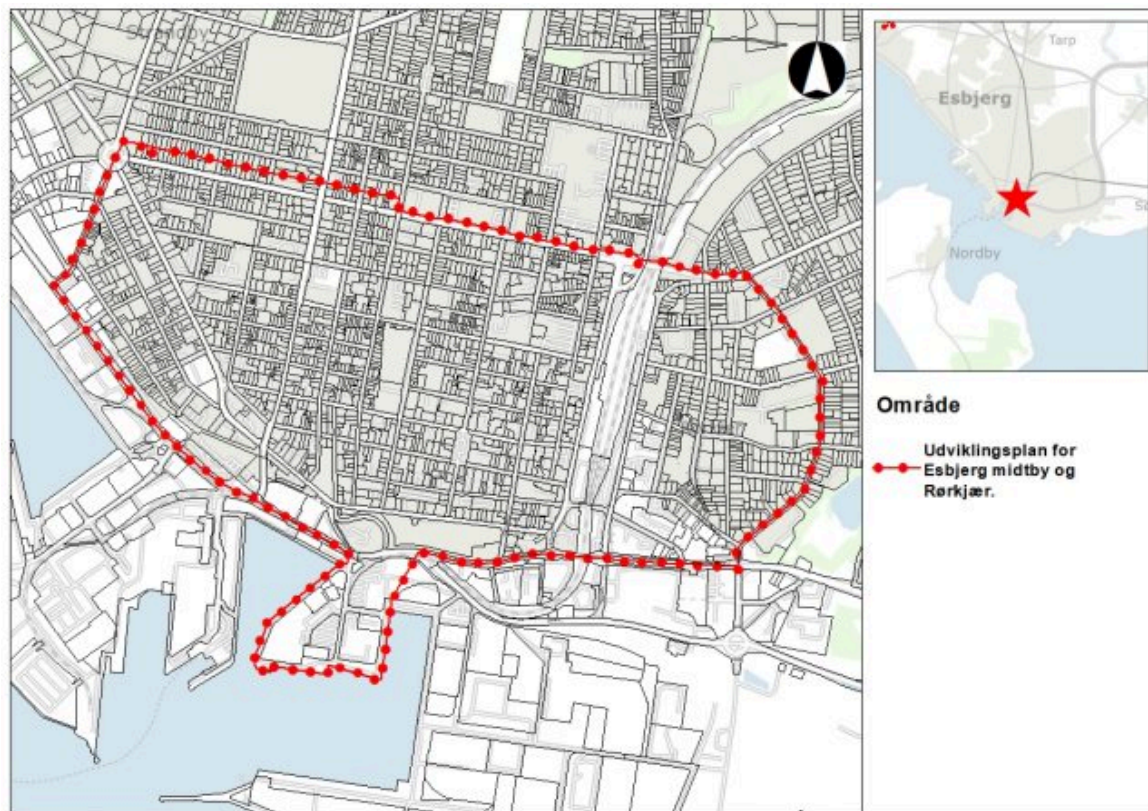 Tarp
Esbjerg
Nordby
Område
Udviklingsplan for
Esbjerg midtby og
Rørkjær.